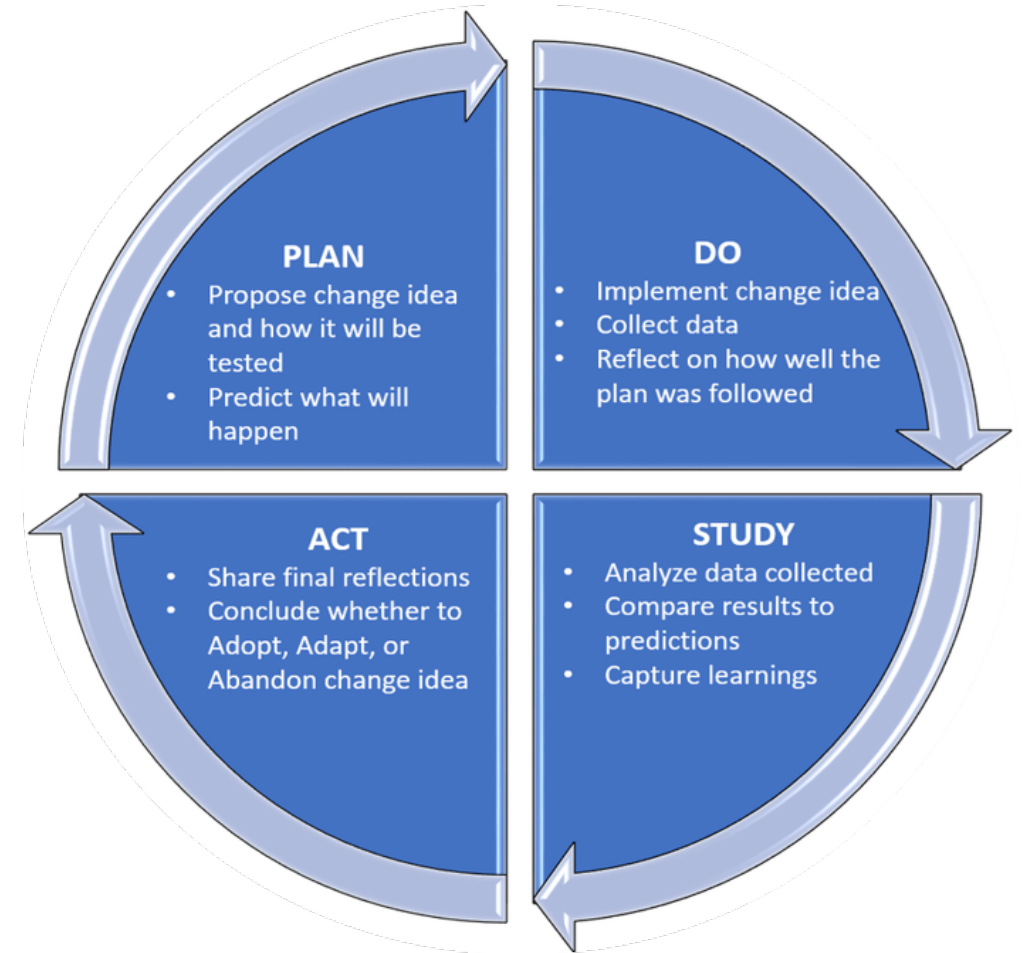 PLAN
• Propose change idea
and how it will be
tested
• Predict what will
happen
DO
• Implement change idea
• Collect data
• Reflect on how well the
plan was followed
STUDY
• Analyze data collected
• Compare results to
predictions
• Capture learnings
ACT
• Share final reflections
• Conclude whether to
Adopt, Adapt, or
Abandon change idea